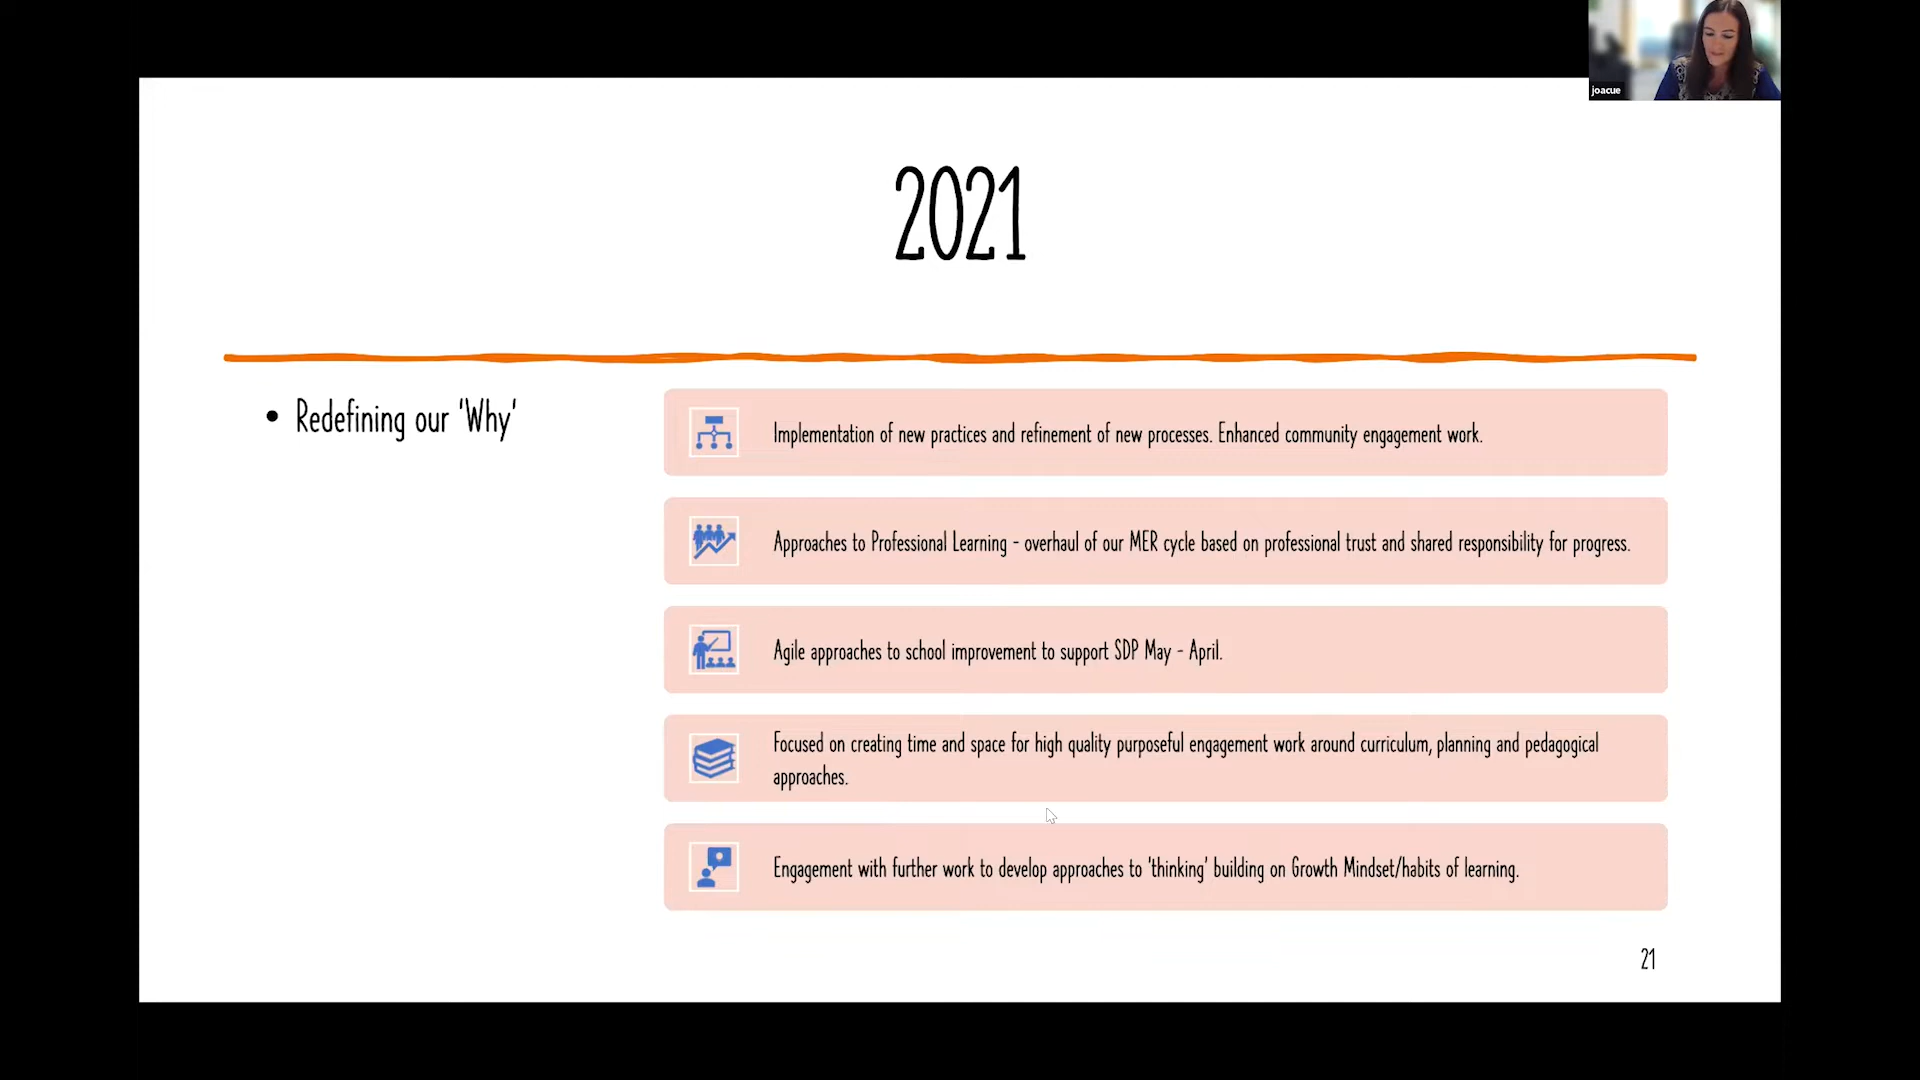 joacue
2021
• Redefining our 'Why'
Implementation of new practices and refinement of new processes. Enhanced community engagement work.
Approaches to Professional Learning - overhaul of our MER cycle based on professional trust and shared responsibility for progress.
Agile approaches to school improvement to support SDP May - April.
Focused on creating time and space for high quality purposeful engagement work around curriculum, planning and pedagogical
approaches.
Engagement with further work to develop approaches to 'thinking' building on Growth Mindset/habits of learning.
21